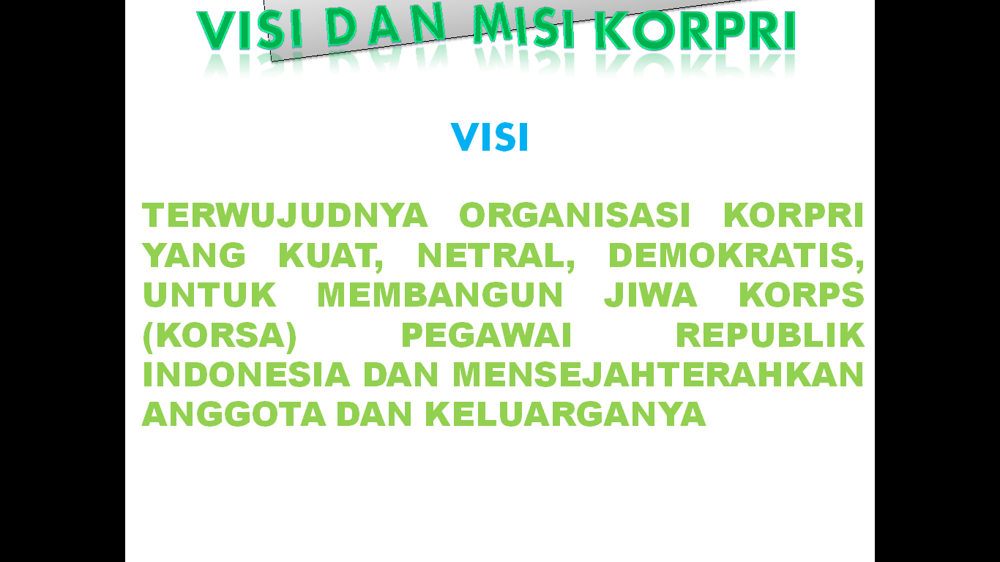 VISI DAN MISI KORPRI
VISI
TERWUJUDNYA ORGANISASI KORPRI
YANG KUAT, NETRAL, DEMOKRATIS,
UNTUK MEMBANGUN JIWA KORPS
(KORSA) PEGAWAI REPUBLIK
INDONESIA DAN MENSEJAHTERAHKAN
ANGGOTA DAN KELUARGANYA